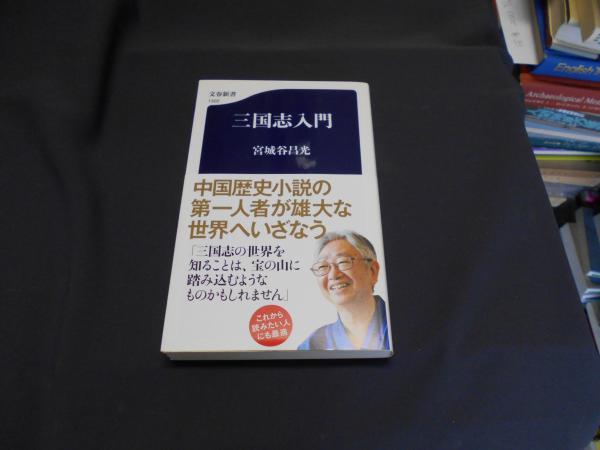 文春新書
三国志入門
宮城谷昌光
中国歴史小説の
第一人者が雄大な
世界へいざなう
「三国志の世界を
知ることは、宝の山に
踏み込むような
ものかもしれません」
これから
読みたい人
にも最適
English
Archaeological